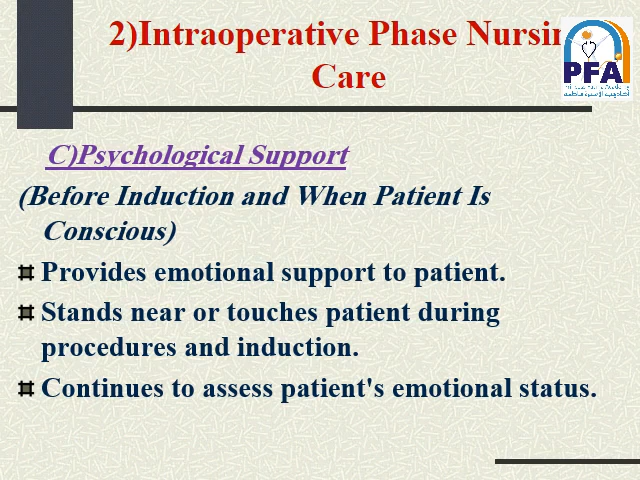 2)Intraoperative Phase Nursin
Care
PFA
C)Psychological Support
(Before Induction and When Patient Is
Conscious)
Provides emotional support to patient.
Stands near or touches patient during
procedures and induction.
Continues to assess patient's emotional status.